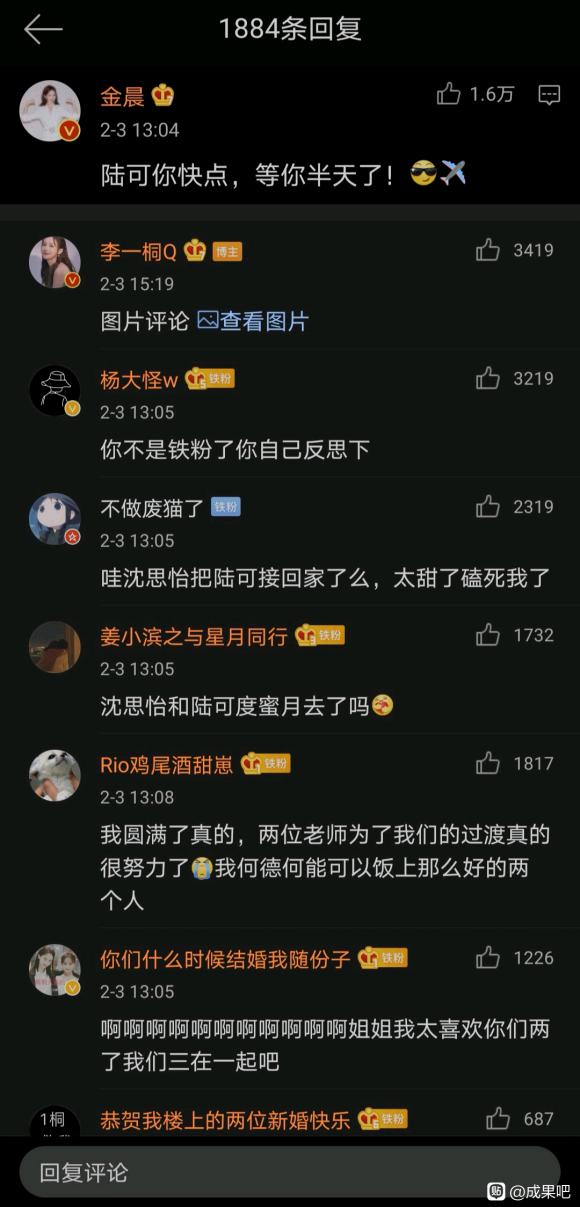 1884条回复
金晨
1.6万
2-3 13:04
陆可你快点，等你半天了！
李一桐Q 博主
3419
2-3 15:19
图片评论 查看图片
杨大怪w 5 铁粉
3219
2-3 13:05
你不是铁粉了你自己反思下
不做废猫了 铁粉
2319
2-3 13:05
哇沈思怡把陆可接回家了么，太甜了磕死我了
姜小滨之与星月同行 3 铁粉
1732
2-3 13:05
沈思怡和陆可度蜜月去了吗
Rio鸡尾酒甜崽 铁粉
1817
2-3 13:08
我圆满了真的，两位老师为了我们的过渡真的
很努力了我何德何能可以饭上那么好的两
个人
你们什么时候结婚我随份子 铁粉
1226
2-3 13:05
啊啊啊啊啊啊啊啊啊啊啊姐姐我太喜欢你们两
了我们三在一起吧
1桐
恭贺我楼上的两位新婚快乐 6 铁粉
687
回复评论
贴 @成果吧